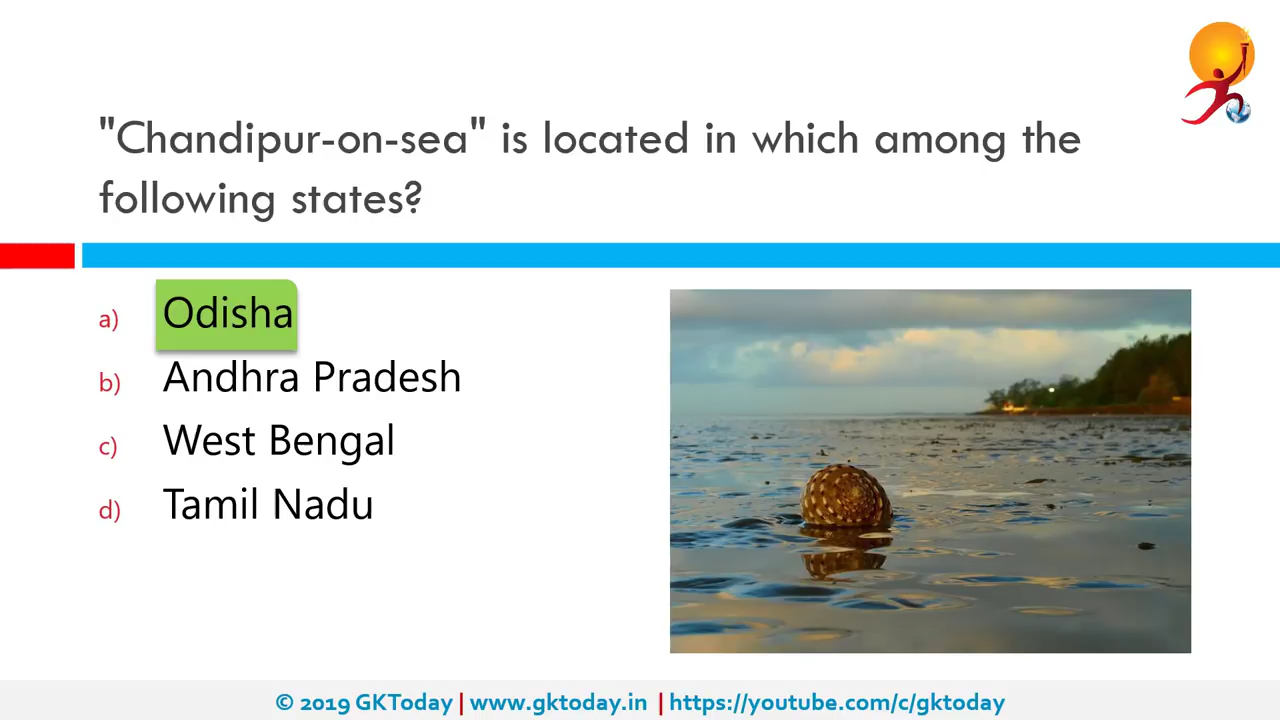 "Chandipur-on-sea" is located in which among the
following states?
a) Odisha
b) Andhra Pradesh
c) West Bengal
d) Tamil Nadu
© 2019 GKToday | www.gktoday.in | https://youtube.com/c/gktoday